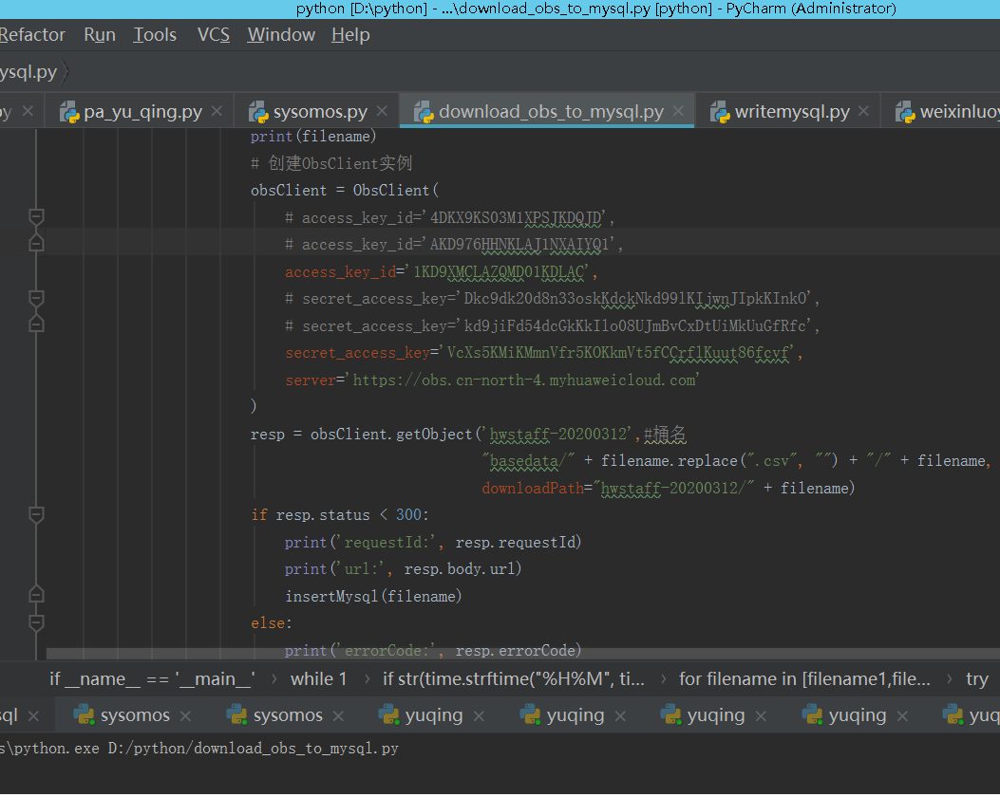 python [D:\python] - ...\download_obs_to_mysql.py [python] - PyCharm (Administrator)
Refactor Run Tools VCS Window Help
ysql.py
py pa_yu_qing.py sysomos.py download_obs_to_mysql.py writemysql.py weixinluoy
print(filename)
# 创建ObsClient实例
obsClient = ObsClient(
# access_key_id='4DKX9KS03M1XPSJKDQJD',
# access_key_id='AKD976HHNKLAJ1NXAIYQ1',
access_key_id='1KD9XMCLAZQMD01KDLAC',
# secret_access_key='Dkc9dk20d8n33oskKdckNkd99lKIjwnJIpkKInkO',
# secret_access_key='kd9jiFd54dcGkKkIlo08UJmBvCxDtUiMkUuGfRfc',
secret_access_key='VcXs5KMiKMmnVfr5KOKkmVt5fCCrflKuut86fcvf',
server='https://obs.cn-north-4.myhuaweicloud.com'
)
resp = obsClient.getObject('hwstaff-20200312',#桶名
"basedata/" + filename.replace(".csv", "") + "/" + filename,
downloadPath="hwstaff-20200312/" + filename)
if resp.status < 300:
print('requestId:', resp.requestId)
print('url:', resp.body.url)
insertMysql(filename)
else:
print('errorCode:', resp.errorCode)
if __name__ == '__main__' › while 1 › if str(time.strftime("%H%M", ti... › for filename in [filename1,file... › try
sql sysomos sysomos yuqing yuqing yuqing yuqing yuq
s\python.exe D:/python/download_obs_to_mysql.py